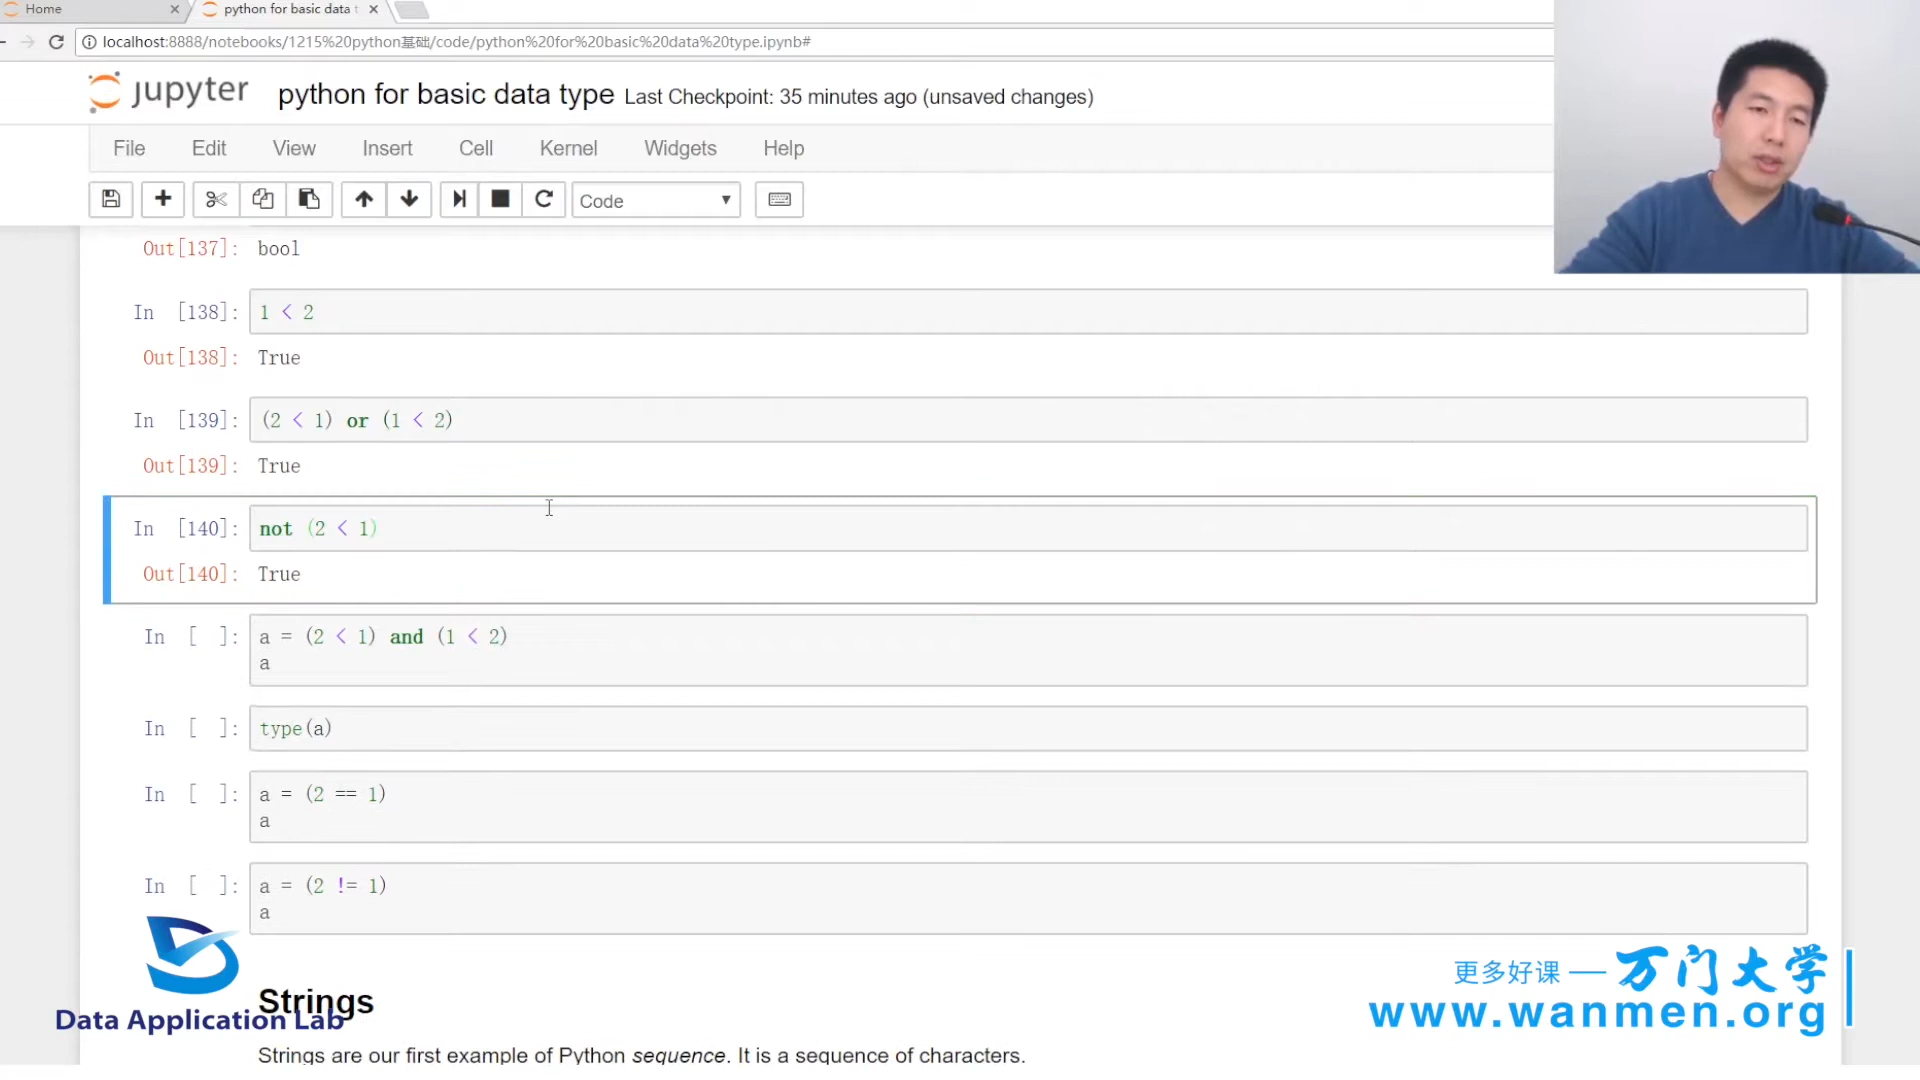 Home
python for basic data t
localhost:8888/notebooks/1215%20python基础/code/python%20for%20basic%20data%20type.ipynb#
jupyter python for basic data type Last Checkpoint: 35 minutes ago (unsaved changes)
File Edit View Insert Cell Kernel Widgets Help
Code
Out[137]: bool
In [138]: 1 < 2
Out[138]: True
In [139]: (2 < 1) or (1 < 2)
Out[139]: True
In [140]: not (2 < 1)
Out[140]: True
In [ ]: a = (2 < 1) and (1 < 2)
a
In [ ]: type(a)
In [ ]: a = (2 == 1)
a
In [ ]: a = (2 != 1)
a
Strings
Data Application Lab
更多好课 — 万门大学
www.wanmen.org
Strings are our first example of Python sequence. It is a sequence of characters.